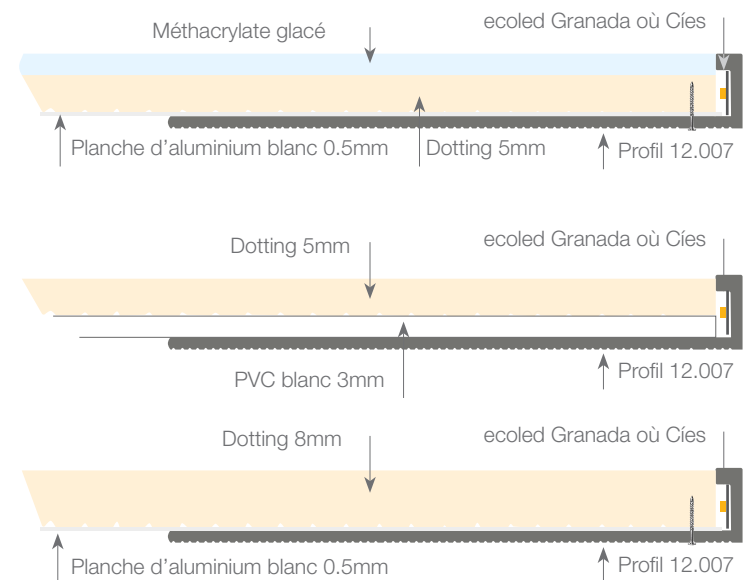 Méthacrylate glacé
ecoled Granada où Cíes
Planche d'aluminium blanc 0.5mm
Dotting 5mm
Profil 12.007
Dotting 5mm
ecoled Granada où Cíes
PVC blanc 3mm
Profil 12.007
Dotting 8mm
ecoled Granada où Cíes
Planche d'aluminium blanc 0.5mm
Profil 12.007